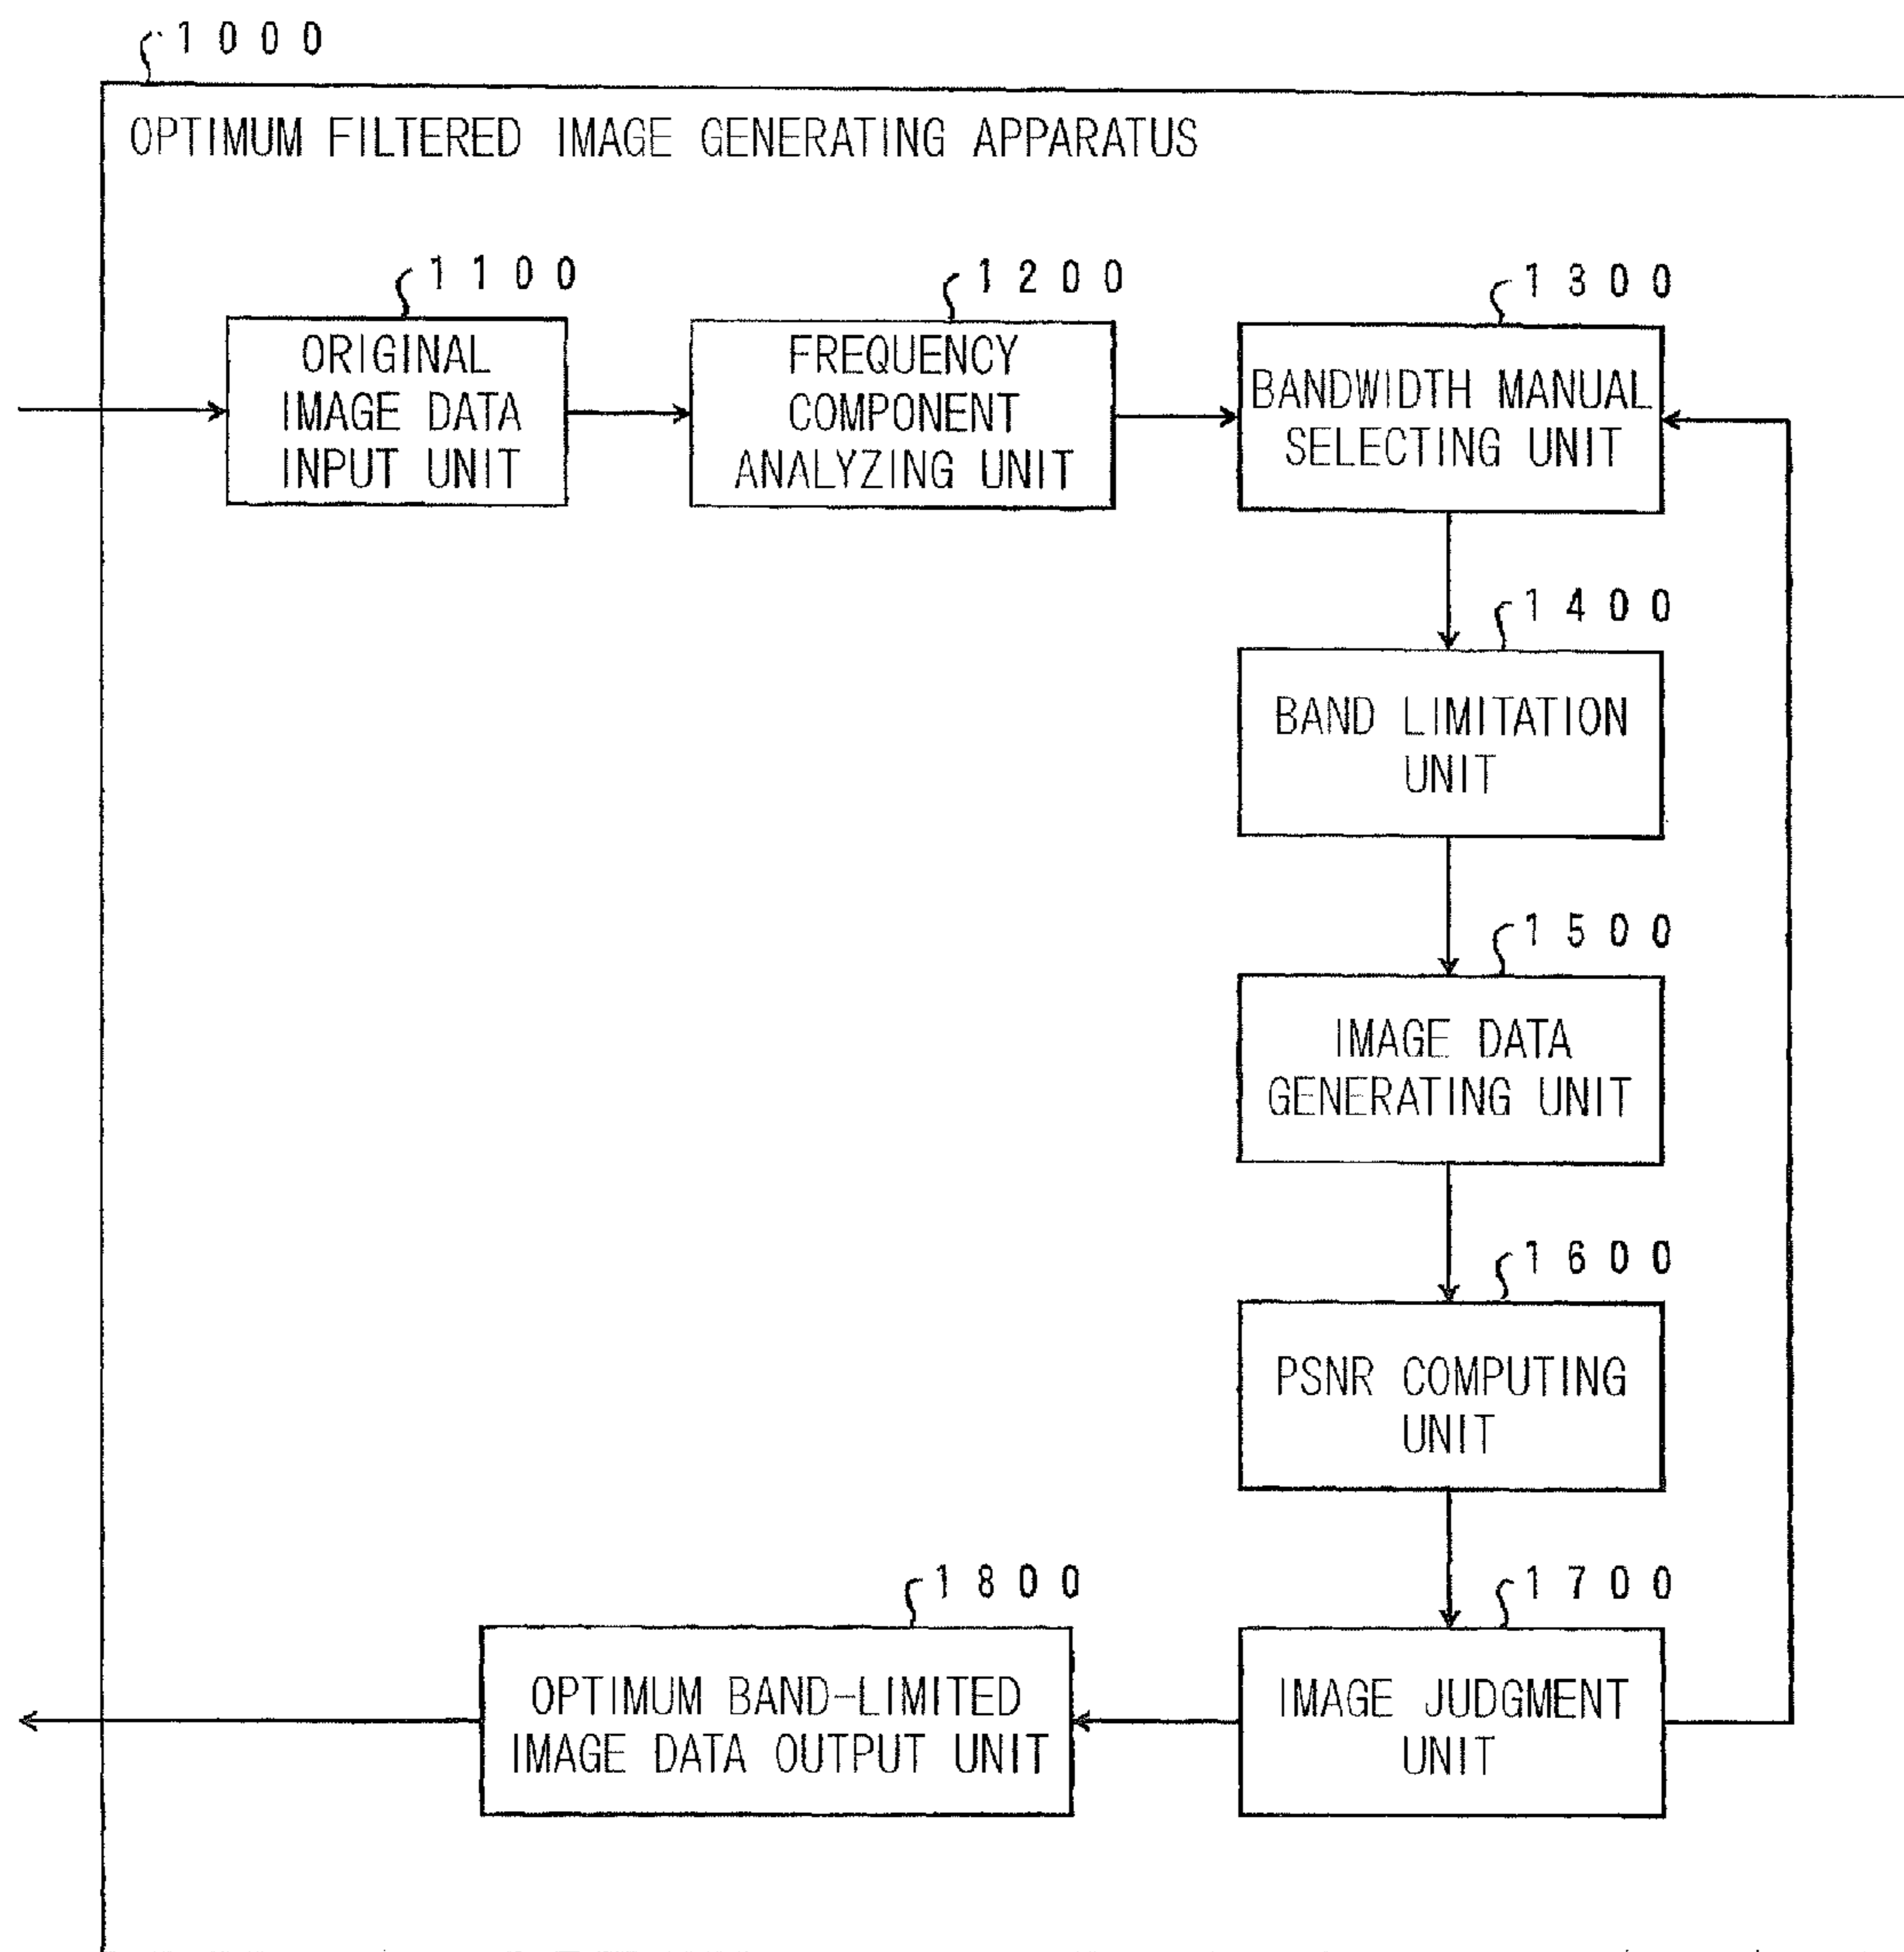 1000
OPTIMUM FILTERED IMAGE GENERATING APPARATUS
1100
ORIGINAL
IMAGE DATA
INPUT UNIT
1200
FREQUENCY
COMPONENT
ANALYZING UNIT
1300
BANDWIDTH MANUAL
SELECTING UNIT
1400
BAND LIMITATION
UNIT
1500
IMAGE DATA
GENERATING UNIT
1600
PSNR COMPUTING
UNIT
1700
IMAGE JUDGMENT
UNIT
1800
OPTIMUM BAND-LIMITED
IMAGE DATA OUTPUT UNIT